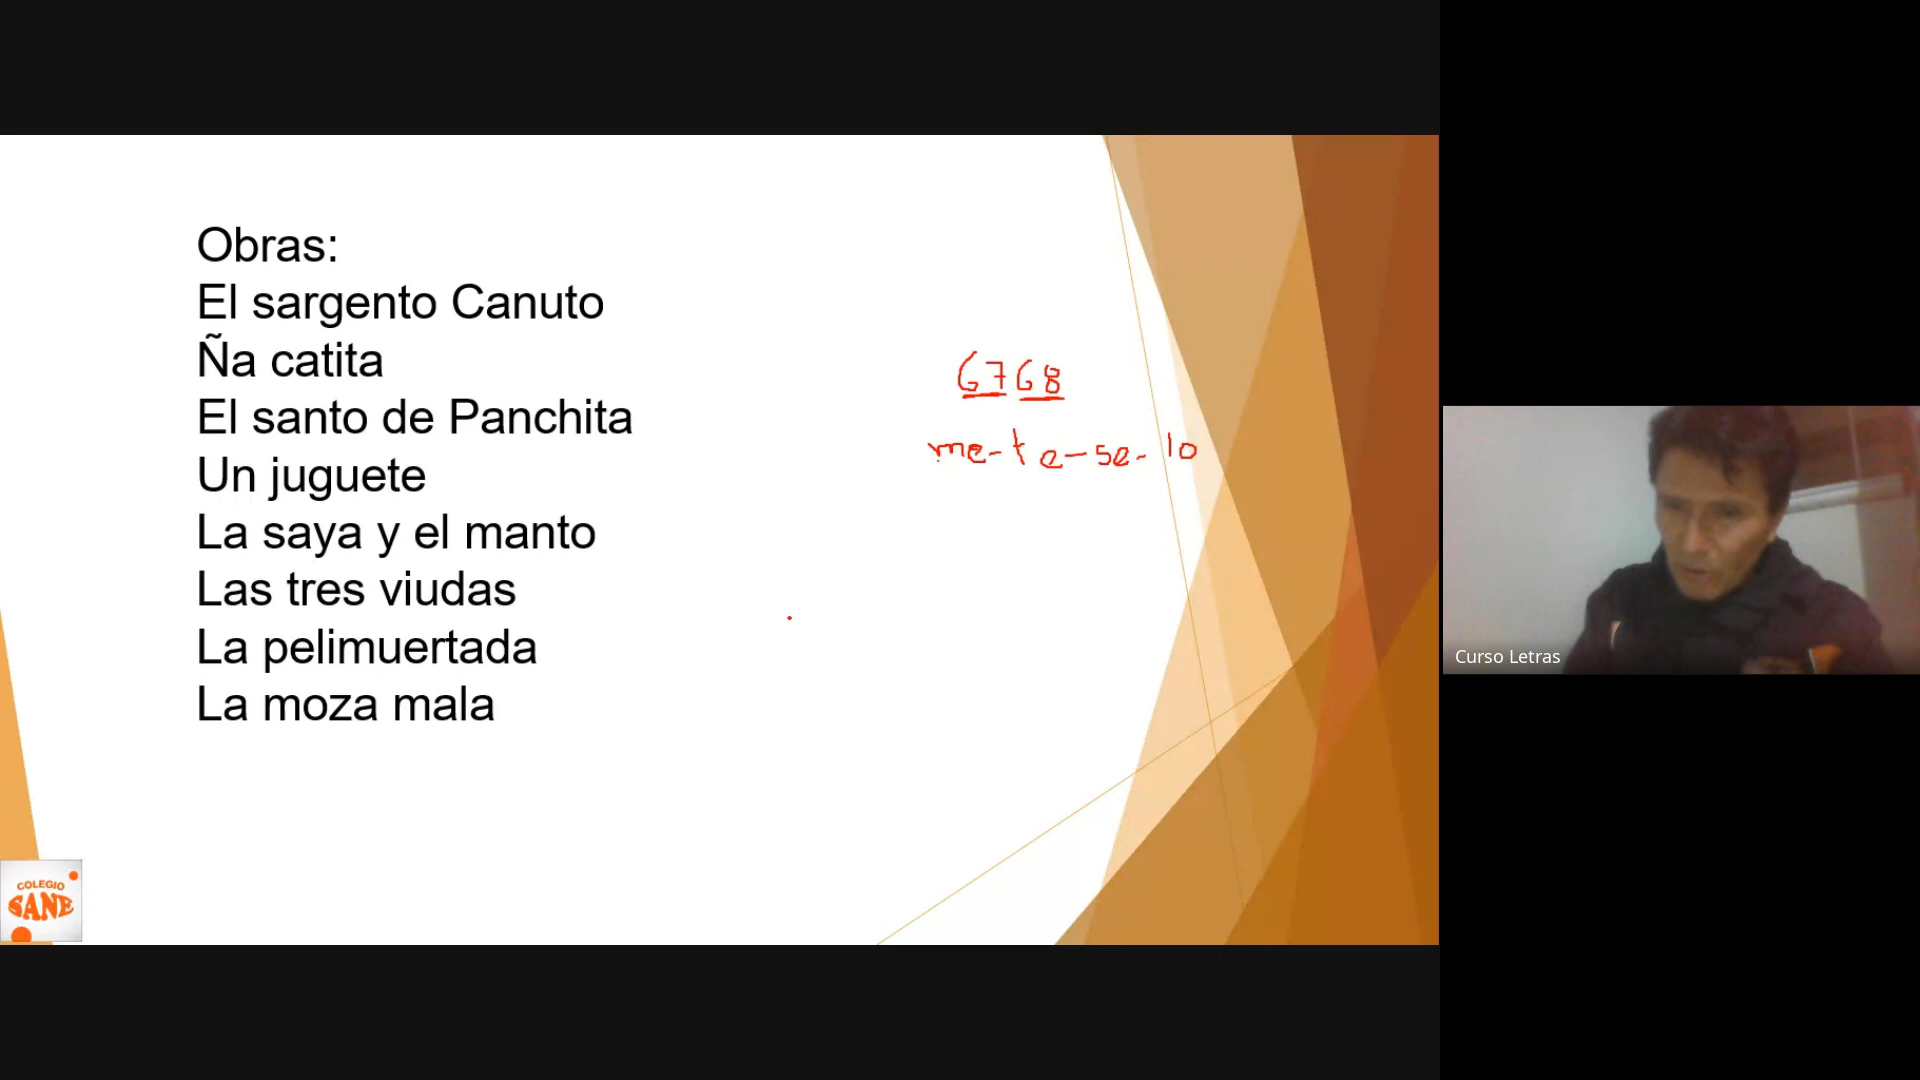 Obras:
El sargento Canuto
Ña catita
El santo de Panchita
Un juguete
La saya y el manto
Las tres viudas
La pelimuertada
La moza mala
6768
me-te-se-lo
Curso Letras
COLEGIO
SANE